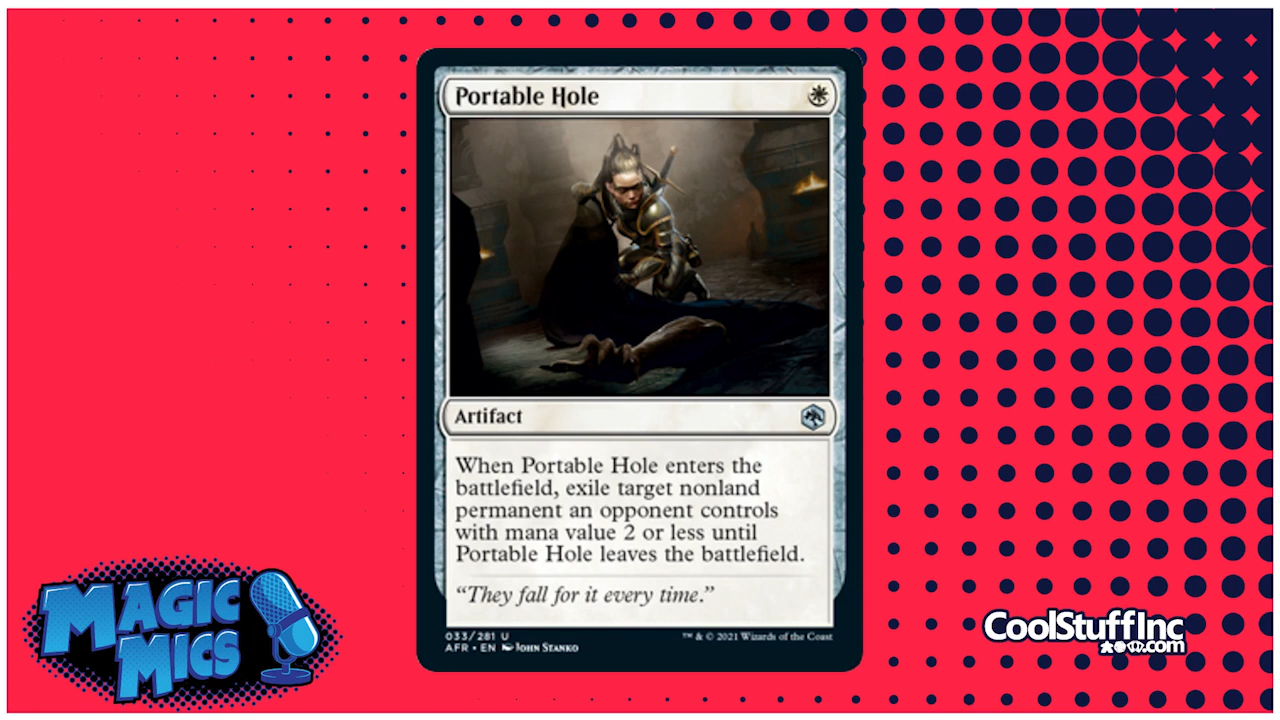 Portable Hole
Artifact
When Portable Hole enters the
battlefield, exile target nonland
permanent an opponent controls
with mana value 2 or less until
Portable Hole leaves the battlefield.
“They fall for it every time.”
033/281 U
AFR • EN John Stanko
™ & © 2021 Wizards of the Coast
MAGIC
MICS
CoolStuffInc
.com